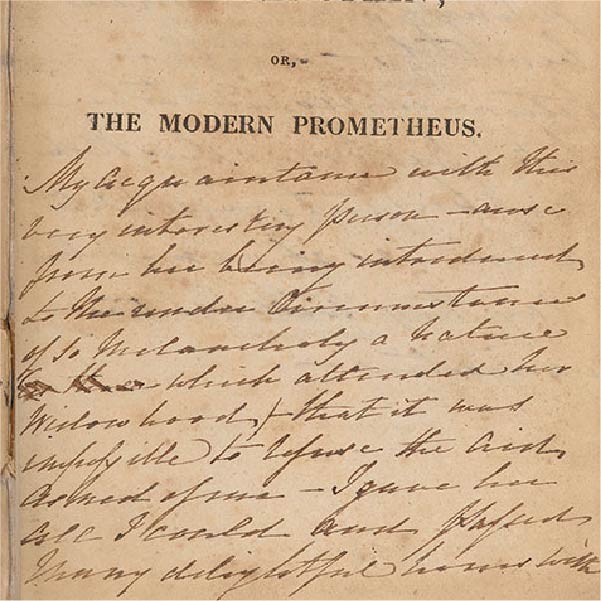 OR,
THE MODERN PROMETHEUS.
My acquaintance with this
very interesting person - arose
from her being introduced
to me under Circumstances
of so Melancholy a Nature
which attended her
Widowhood) that it was
impossible to refuse the aid
asked of me - I gave her
all I could and passed
many delightful hours with